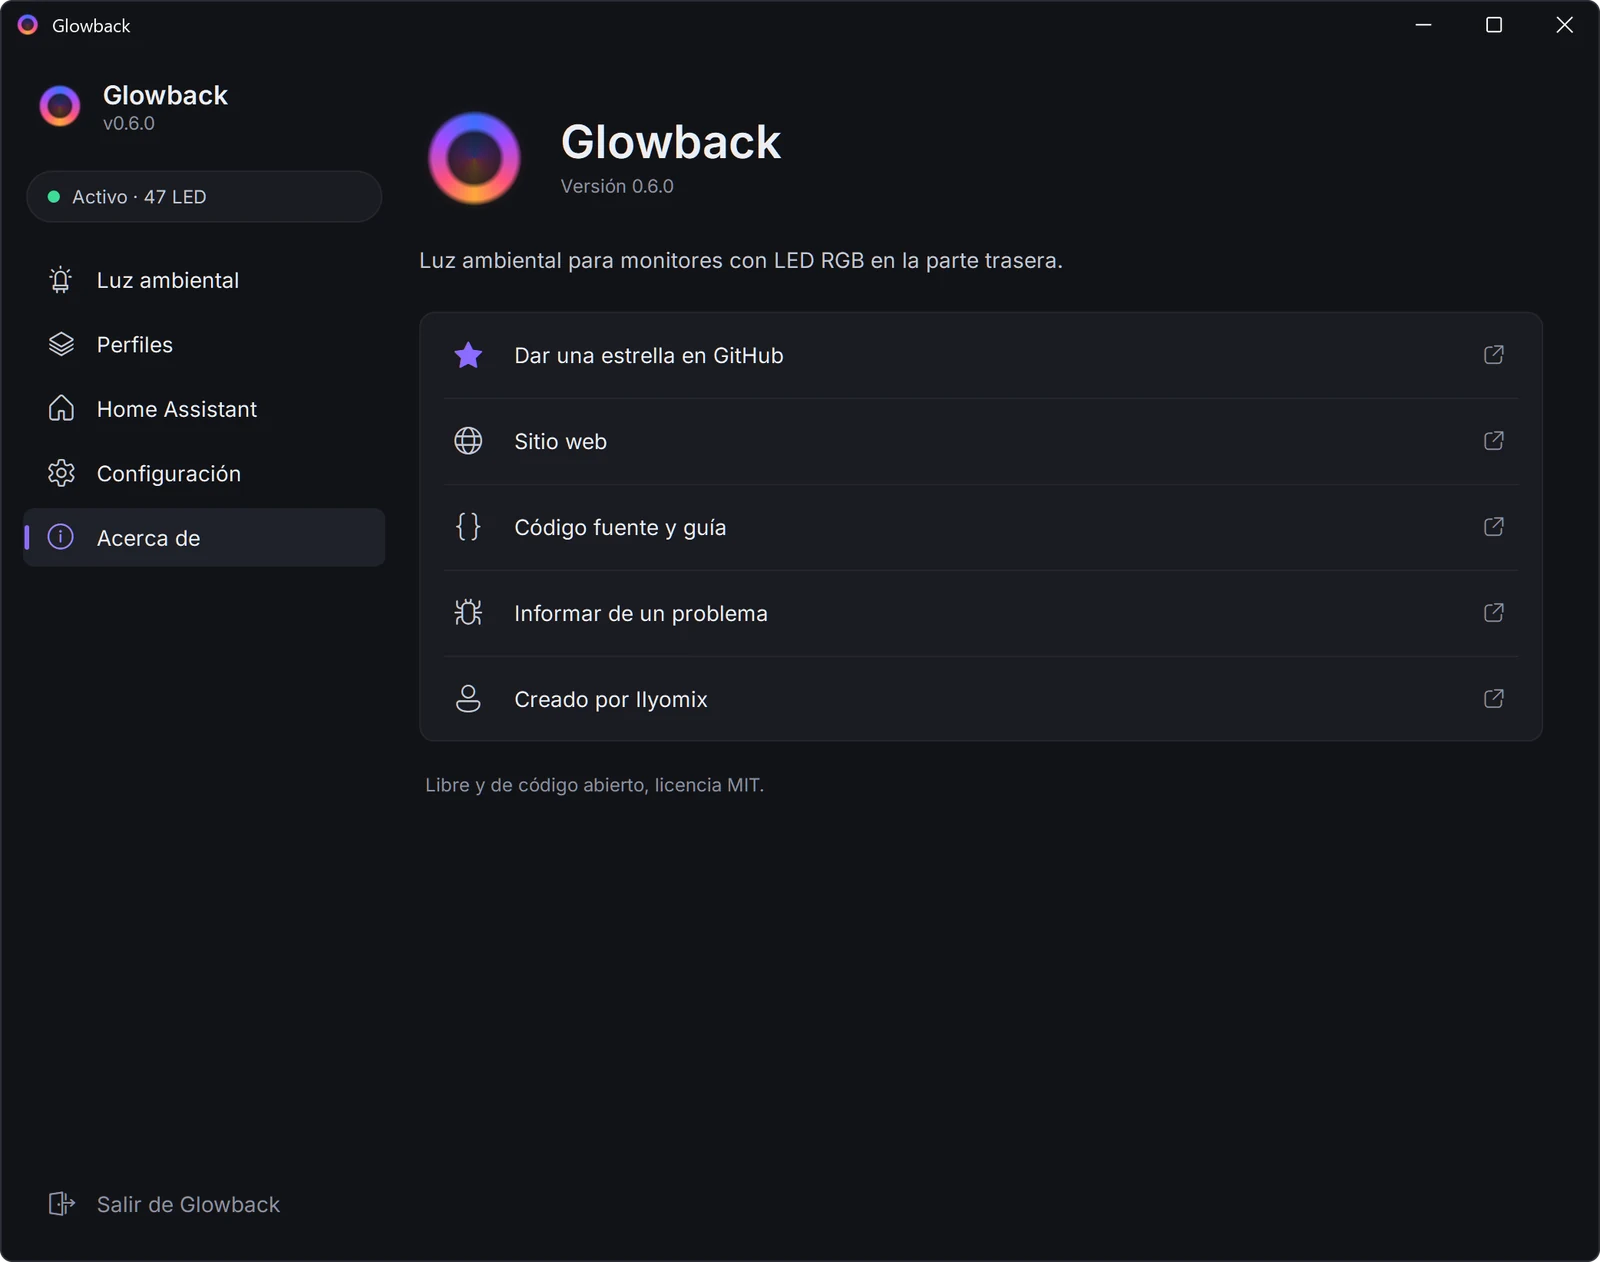 Glowback
Glowback
v0.6.0
Activo · 47 LED
Luz ambiental
Perfiles
Home Assistant
Configuración
Acerca de
Salir de Glowback
Glowback
Versión 0.6.0
Luz ambiental para monitores con LED RGB en la parte trasera.
Dar una estrella en GitHub
Sitio web
Código fuente y guía
Informar de un problema
Creado por Ilyomix
Libre y de código abierto, licencia MIT.